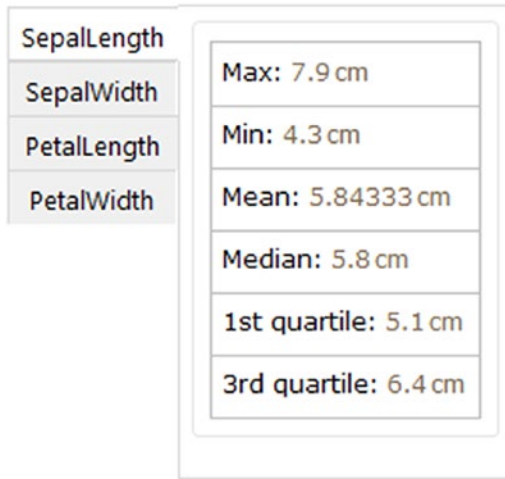 SepalLength
SepalWidth
PetalLength
PetalWidth
Max: 7.9 cm
Min: 4.3 cm
Mean: 5.84333 cm
Median: 5.8 cm
1st quartile: 5.1 cm
3rd quartile: 6.4 cm